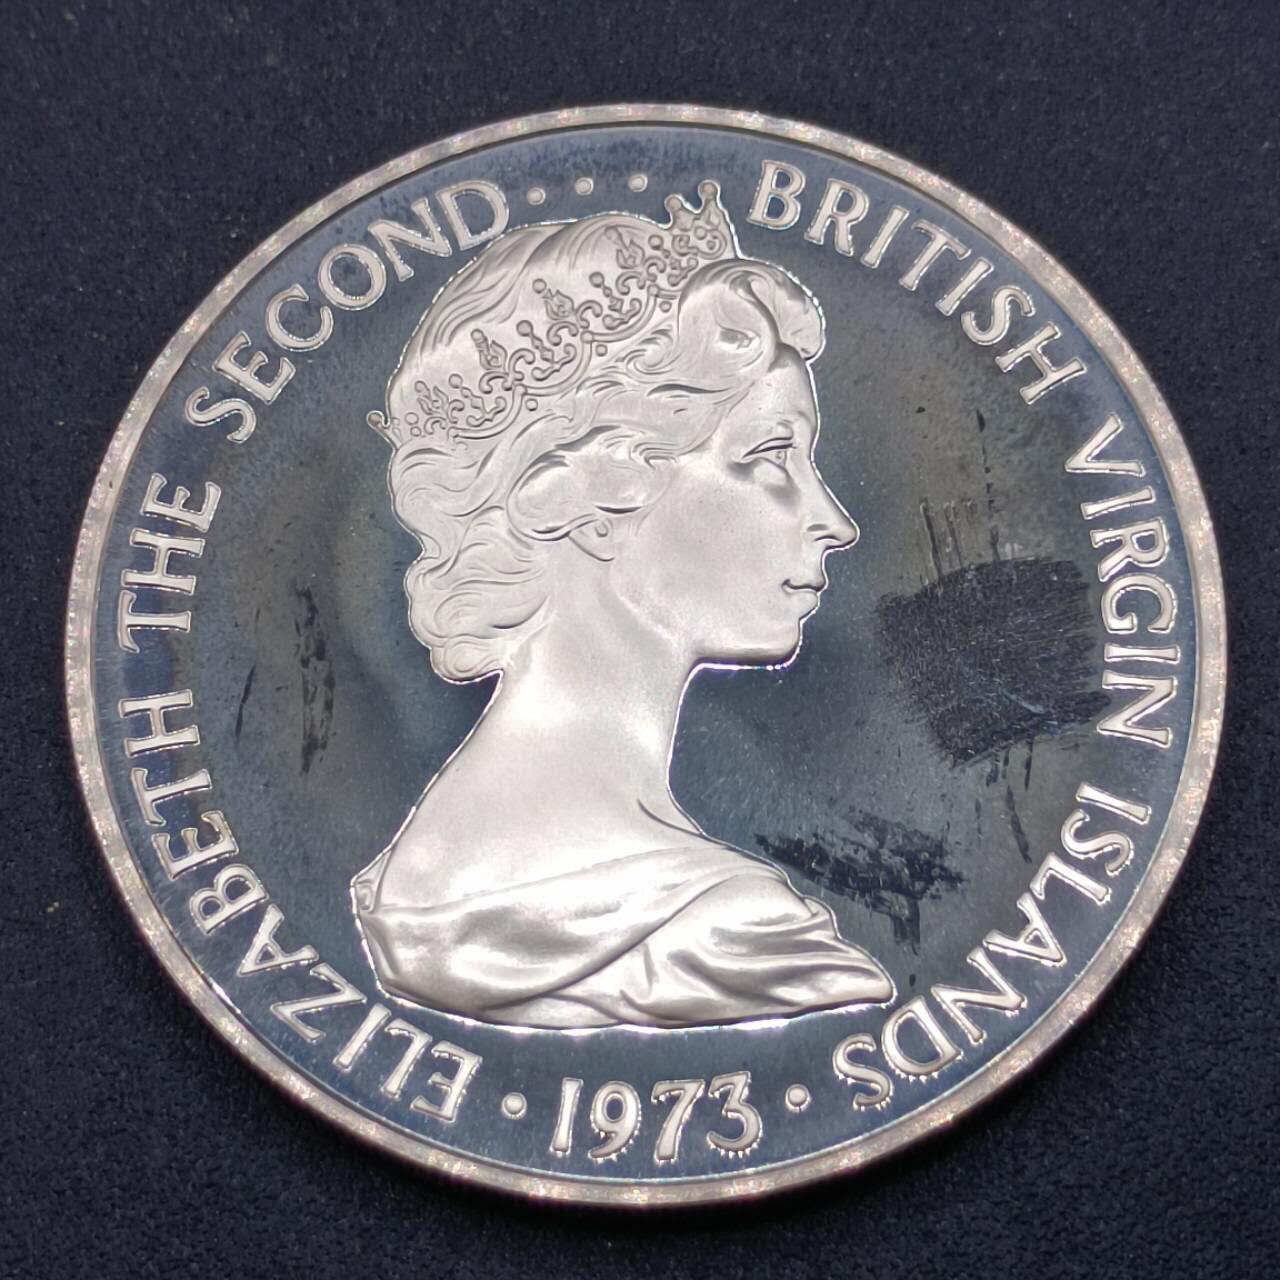 ELIZABETH THE SECOND... BRITISH VIRGIN ISLANDS
· 1973 ·